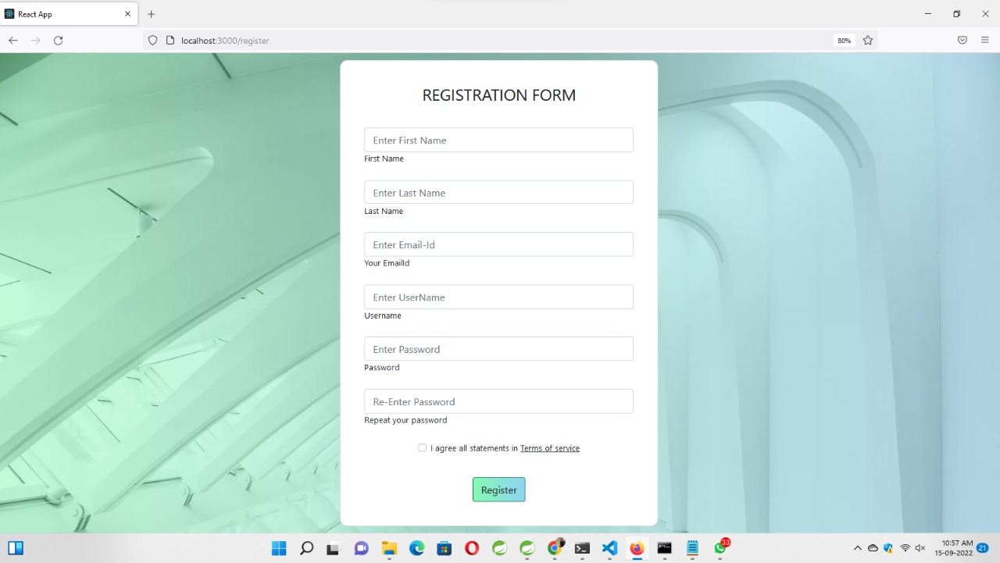 React App
localhost:3000/register
80%
REGISTRATION FORM
Enter First Name
First Name
Enter Last Name
Last Name
Enter Email-Id
Your EmailId
Enter UserName
Username
Enter Password
Password
Re-Enter Password
Repeat your password
I agree all statements in Terms of service
Register
33
10:57 AM
15-09-2022
21